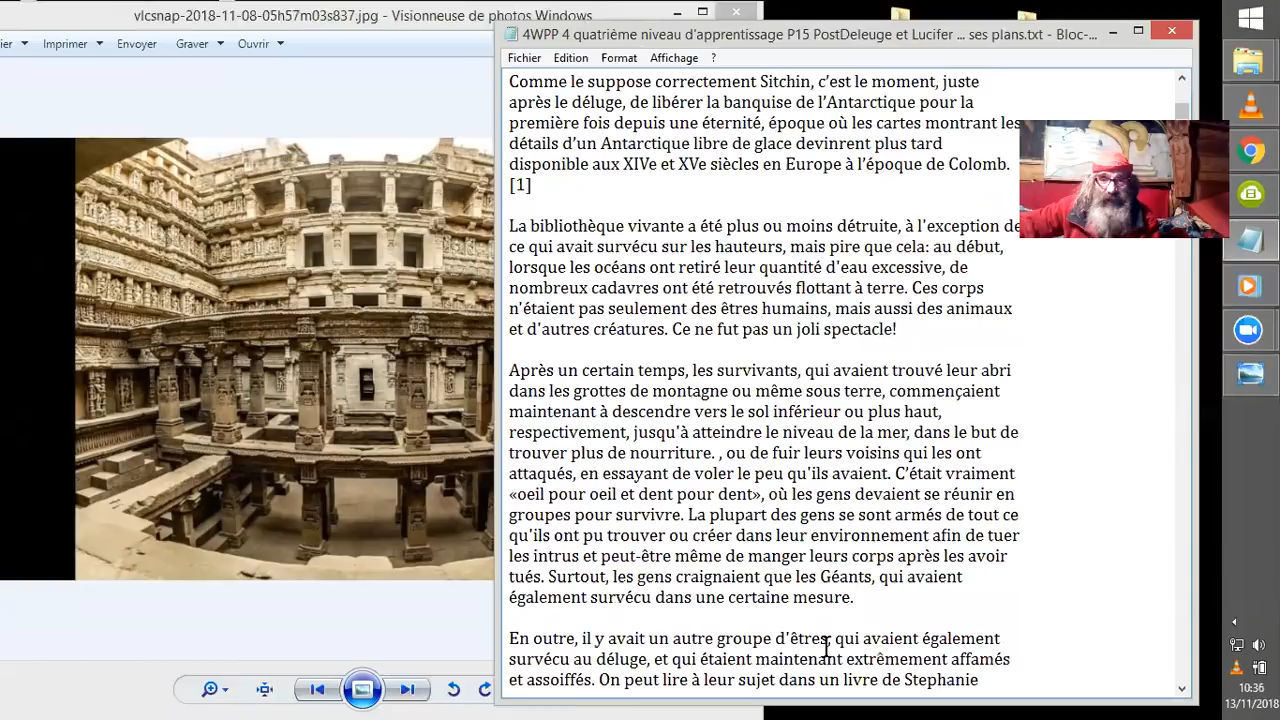 vlcsnap-2018-11-08-05h57m03s837.jpg - Visionneuse de photos Windows
ier Imprimer Envoyer Graver Ouvrir
4WPP 4 quatrième niveau d'apprentissage P15 PostDeleuge et Lucifer ... ses plans.txt - Bloc-...
Fichier Edition Format Affichage ?
Comme le suppose correctement Sitchin, c’est le moment, juste
après le déluge, de libérer la banquise de l’Antarctique pour la
première fois depuis une éternité, époque où les cartes montrant les
détails d’un Antarctique libre de glace devinrent plus tard
disponible aux XIVe et XVe siècles en Europe à l’époque de Colomb.
[1]
La bibliothèque vivante a été plus ou moins détruite, à l'exception de
ce qui avait survécu sur les hauteurs, mais pire que cela: au début,
lorsque les océans ont retiré leur quantité d'eau excessive, de
nombreux cadavres ont été retrouvés flottant à terre. Ces corps
n'étaient pas seulement des êtres humains, mais aussi des animaux
et d'autres créatures. Ce ne fut pas un joli spectacle!
Après un certain temps, les survivants, qui avaient trouvé leur abri
dans les grottes de montagne ou même sous terre, commençaient
maintenant à descendre vers le sol inférieur ou plus haut,
respectivement, jusqu'à atteindre le niveau de la mer, dans le but de
trouver plus de nourriture. , ou de fuir leurs voisins qui les ont
attaqués, en essayant de voler le peu qu'ils avaient. C’était vraiment
«oeil pour oeil et dent pour dent», où les gens devaient se réunir en
groupes pour survivre. La plupart des gens se sont armés de tout ce
qu'ils ont pu trouver ou créer dans leur environnement afin de tuer
les intrus et peut-être même de manger leurs corps après les avoir
tués. Surtout, les gens craignaient que les Géants, qui avaient
également survécu dans une certaine mesure.
En outre, il y avait un autre groupe d'êtres, qui avaient également
survécu au déluge, et qui étaient maintenant extrêmement affamés
et assoiffés. On peut lire à leur sujet dans un livre de Stephanie
10:36
13/11/2018